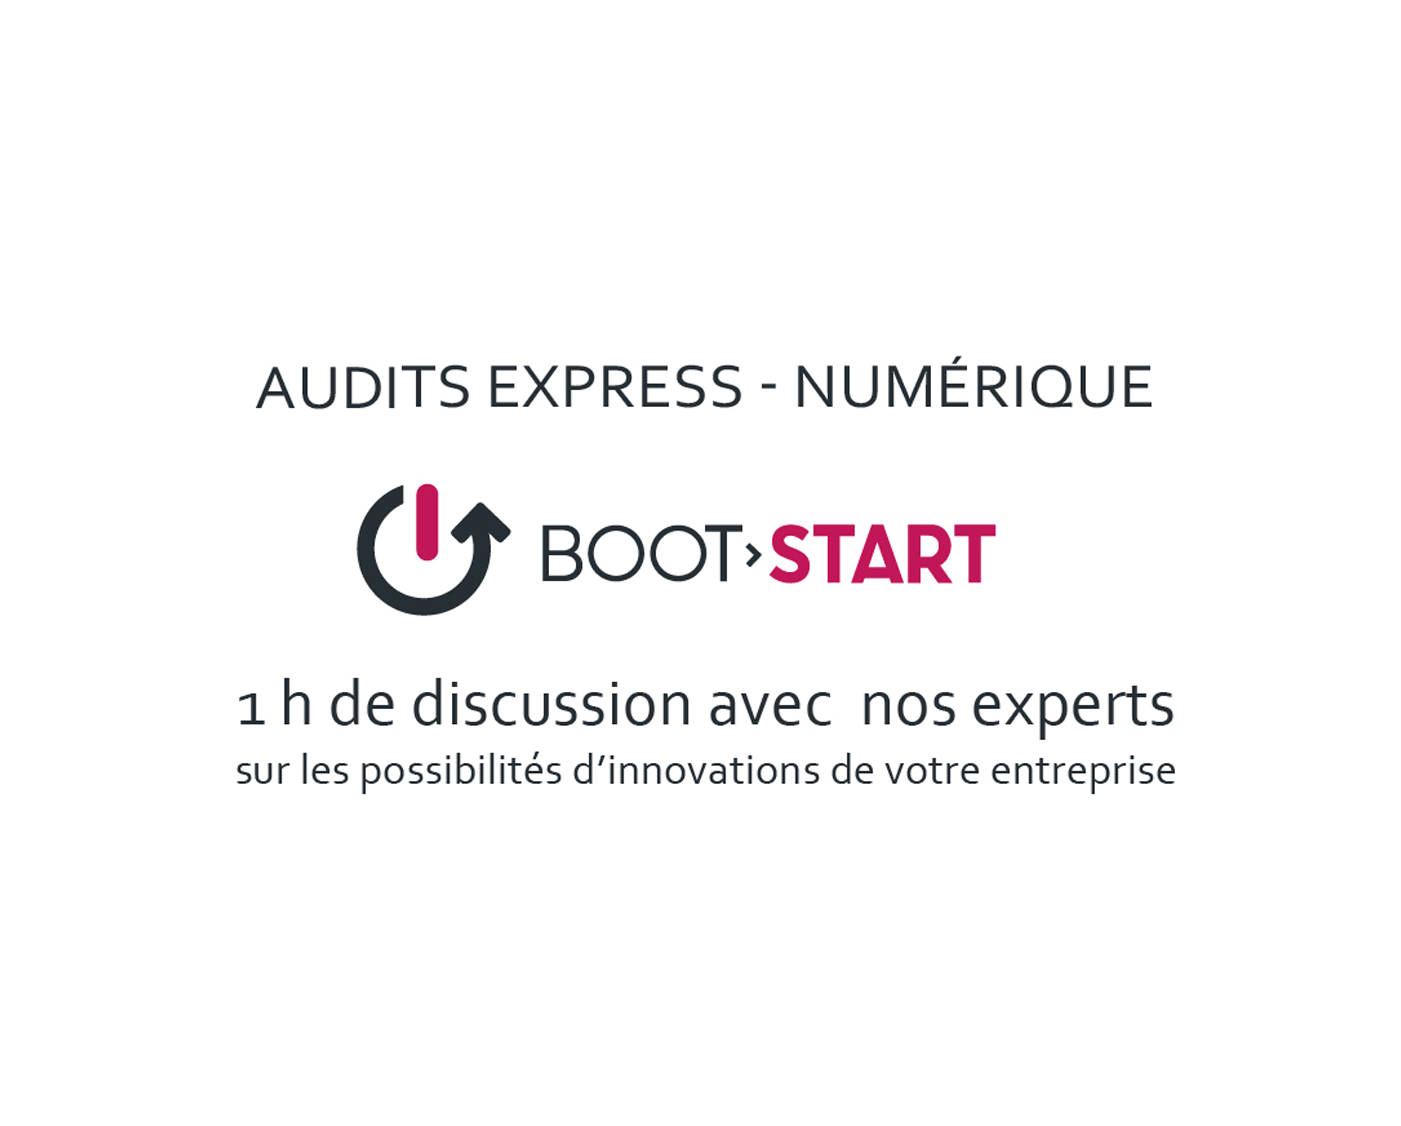 AUDITS EXPRESS - NUMÉRIQUE
BOOT›START
1 h de discussion avec nos experts
sur les possibilités d’innovations de votre entreprise